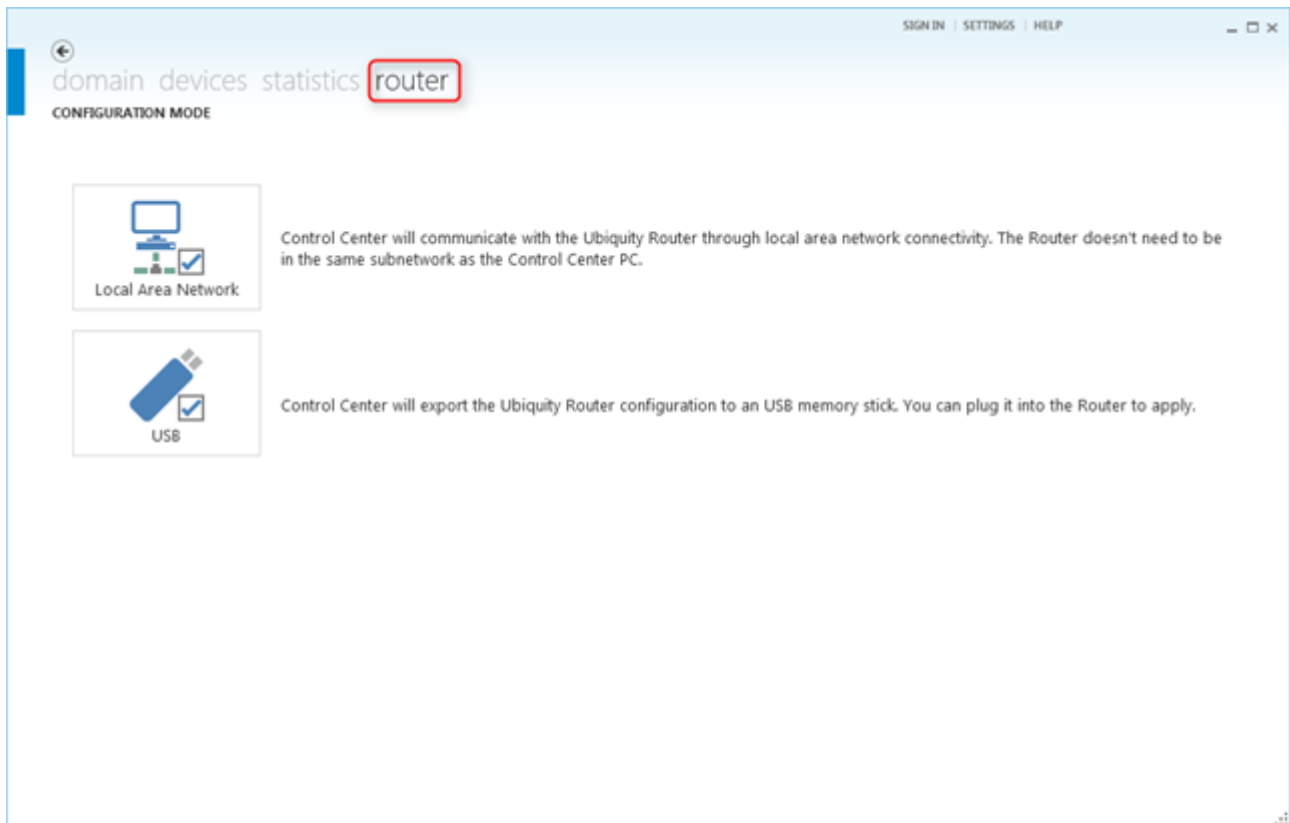 SIGN IN | SETTINGS | HELP
domain devices statistics router
CONFIGURATION MODE
Control Center will communicate with the Ubiquity Router through local area network connectivity. The Router doesn't need to be
in the same subnetwork as the Control Center PC.
Local Area Network
Control Center will export the Ubiquity Router configuration to an USB memory stick. You can plug it into the Router to apply.
USB